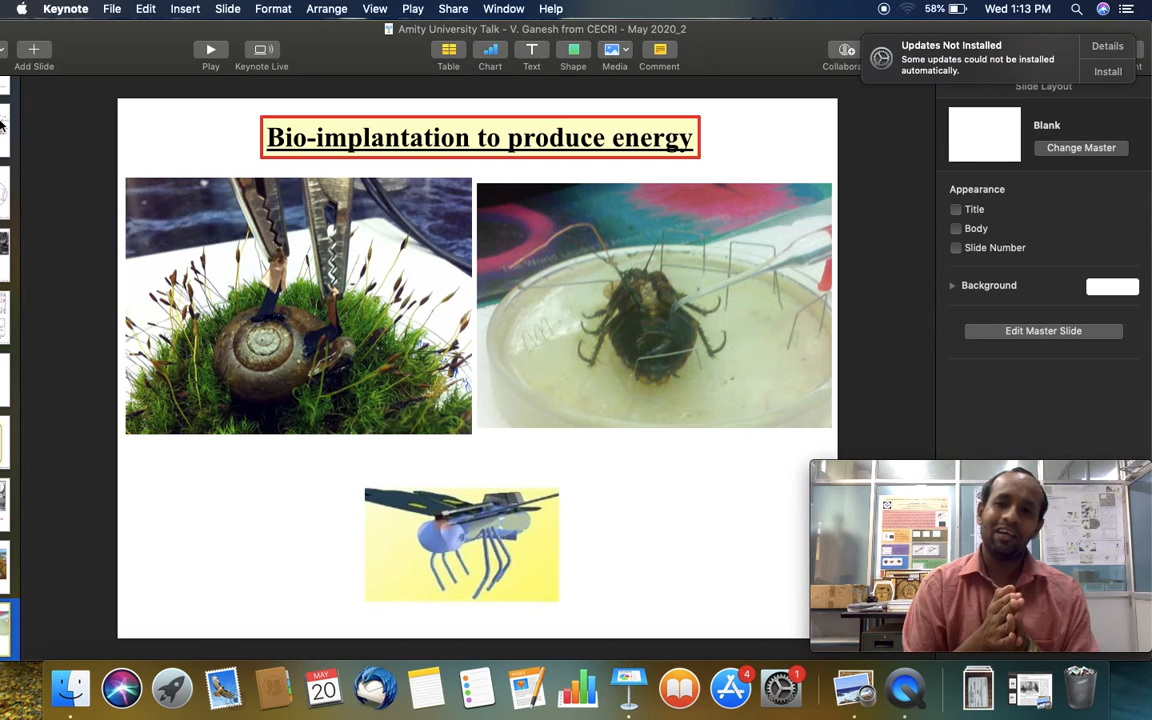 Keynote File Edit Insert Slide Format Arrange View Play Share Window Help 58% Wed 1:13 PM
Amity University Talk - V. Ganesh from CECRI - May 2020_2
Add Slide Play Keynote Live Table Chart Text Shape Media Comment Collabora
Updates Not Installed
Some updates could not be installed
automatically.
Details
Install
Slide Layout
Blank
Change Master
Appearance
Title
Body
Slide Number
Background
Edit Master Slide
Bio-implantation to produce energy
MAY
20
4
1